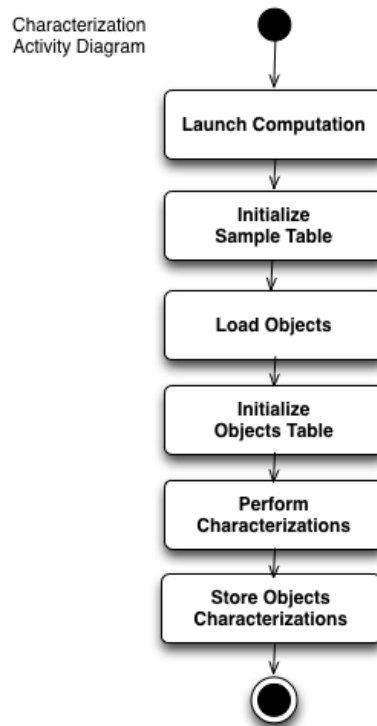 Characterization
Activity Diagram
Launch Computation
Initialize
Sample Table
Load Objects
Initialize
Objects Table
Perform
Characterizations
Store Objects
Characterizations